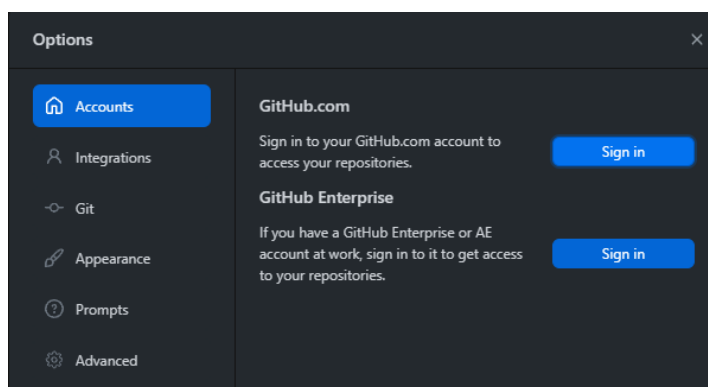 Options
Accounts
Integrations
Git
Appearance
Prompts
Advanced
GitHub.com
Sign in to your GitHub.com account to
access your repositories.
Sign in
GitHub Enterprise
If you have a GitHub Enterprise or AE
account at work, sign in to it to get access
to your repositories.
Sign in